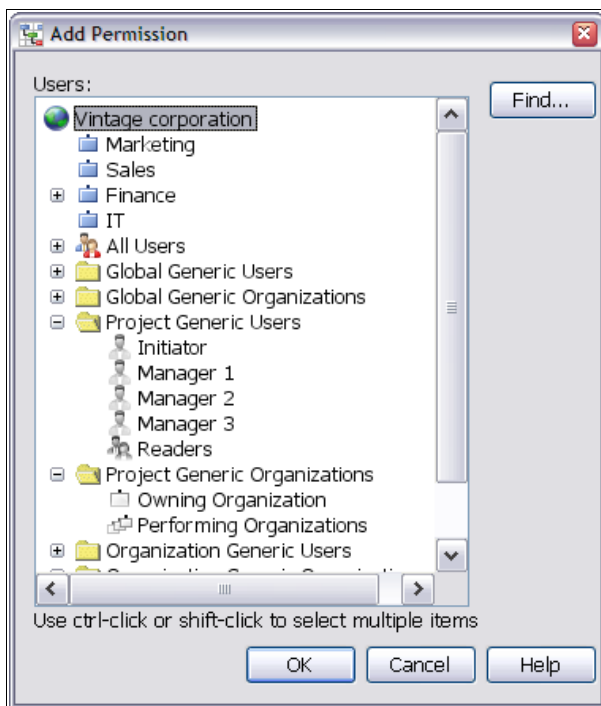 Add Permission
Users:
Find...
Vintage corporation
Marketing
Sales
Finance
IT
All Users
Global Generic Users
Global Generic Organizations
Project Generic Users
Initiator
Manager 1
Manager 2
Manager 3
Readers
Project Generic Organizations
Owning Organization
Performing Organizations
Organization Generic Users
Use ctrl-click or shift-click to select multiple items
OK Cancel Help